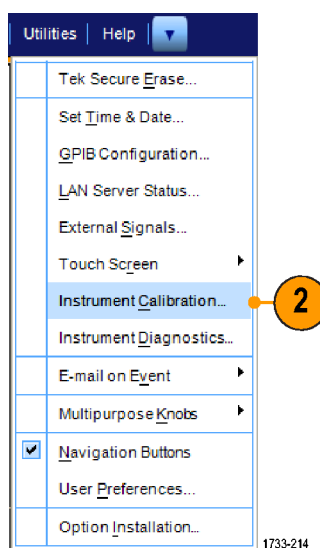 Utilities Help
Tek Secure Erase...
Set Time & Date...
GPIB Configuration...
LAN Server Status...
External Signals...
Touch Screen
Instrument Calibration...
2
Instrument Diagnostics...
E-mail on Event
Multipurpose Knobs
Navigation Buttons
User Preferences...
Option Installation...
1733-214